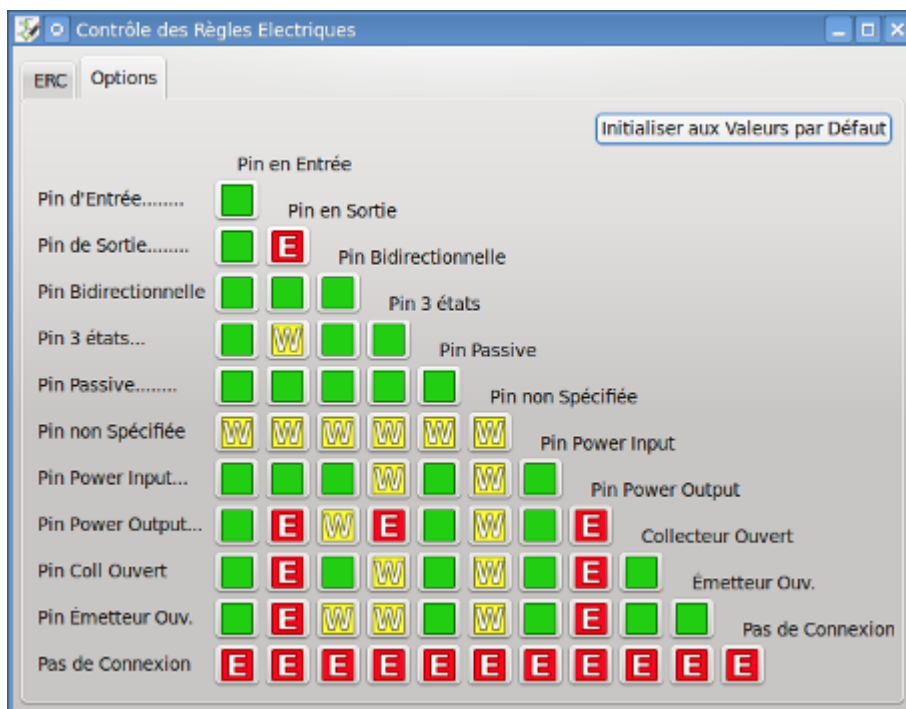 Contrôle des Règles Electriques
ERC Options
Initialiser aux Valeurs par Défaut
Pin en Entrée
Pin d'Entrée........
Pin en Sortie
Pin de Sortie........ E
Pin Bidirectionnelle
Pin Bidirectionnelle
Pin 3 états
Pin 3 états... W
Pin Passive
Pin Passive........
Pin non Spécifiée
Pin non Spécifiée W W W W W W
Pin Power Input
Pin Power Input... W W
Pin Power Output
Pin Power Output... E W E W E
Collecteur Ouvert
Pin Coll Ouvert E W W E
Émetteur Ouv.
Pin Émetteur Ouv. E W W W E
Pas de Connexion
Pas de Connexion E E E E E E E E E E E